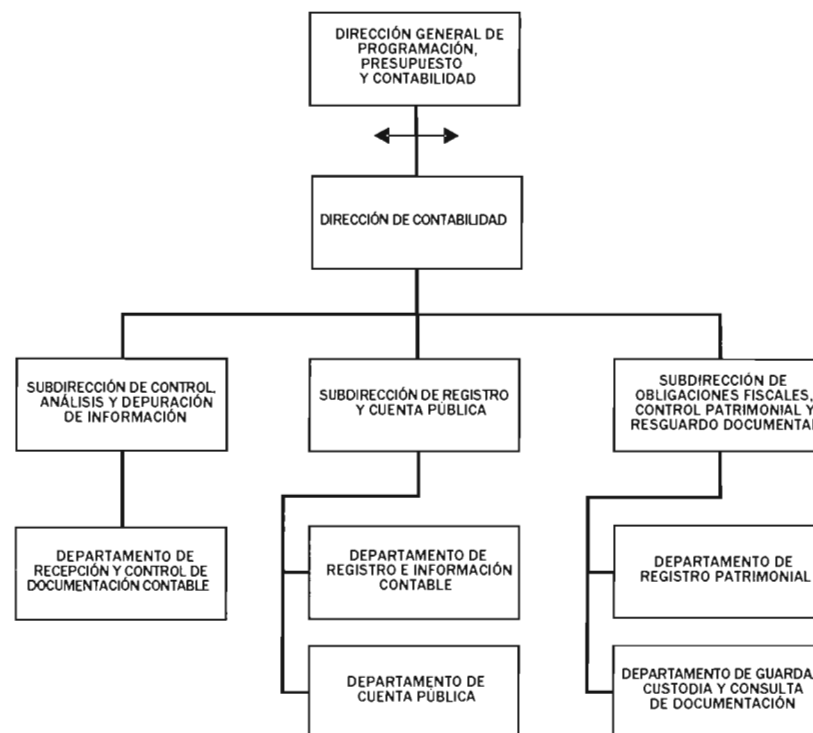 DIRECCIÓN GENERAL DE
PROGRAMACIÓN,
PRESUPUESTO
Y CONTABILIDAD
DIRECCIÓN DE CONTABILIDAD
SUBDIRECCIÓN DE CONTROL,
ANÁLISIS Y DEPURACIÓN
DE INFORMACIÓN
SUBDIRECCIÓN DE REGISTRO
Y CUENTA PÚBLICA
SUBDIRECCIÓN DE
OBLIGACIONES FISCALES,
CONTROL PATRIMONIAL Y
RESGUARDO DOCUMENTAL
DEPARTAMENTO DE
RECEPCIÓN Y CONTROL DE
DOCUMENTACIÓN CONTABLE
DEPARTAMENTO DE
REGISTRO E INFORMACIÓN
CONTABLE
DEPARTAMENTO DE
REGISTRO PATRIMONIAL
DEPARTAMENTO DE
CUENTA PÚBLICA
DEPARTAMENTO DE GUARDA,
CUSTODIA Y CONSULTA
DE DOCUMENTACIÓN